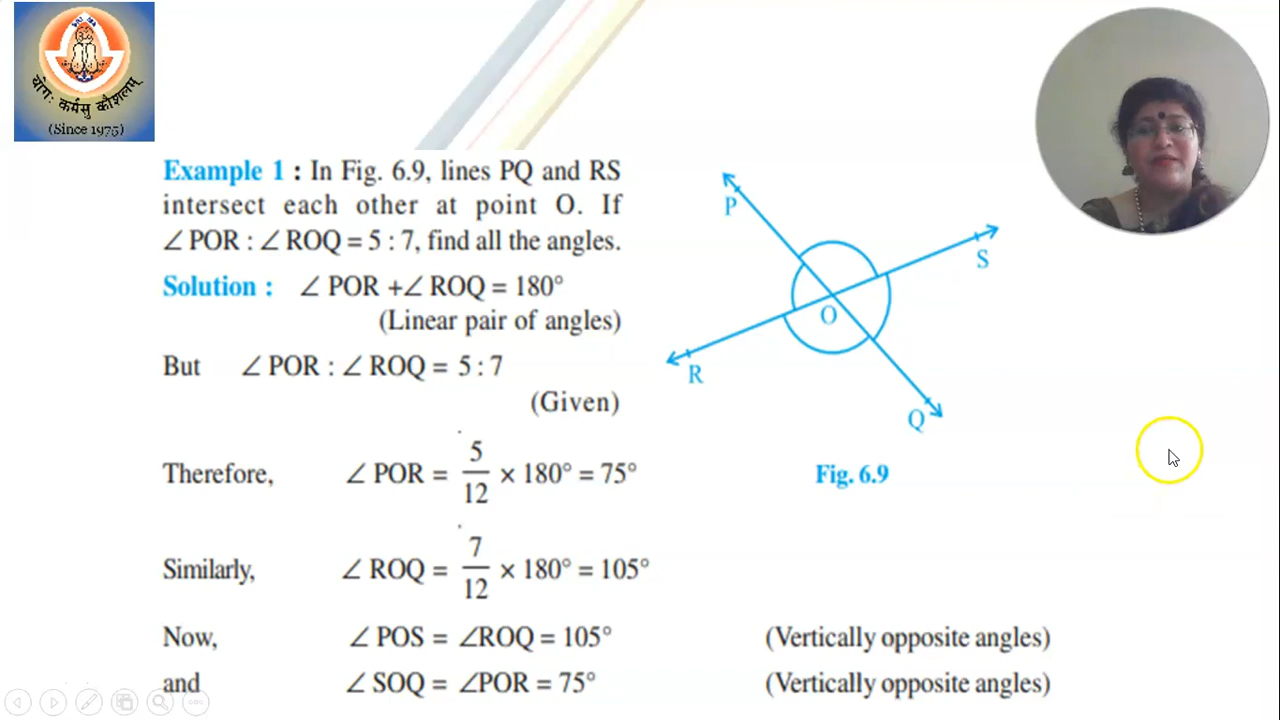 योगः कर्मसु कौशलम्
(Since 1975)
Example 1 : In Fig. 6.9, lines PQ and RS
intersect each other at point O. If
∠ POR : ∠ ROQ = 5 : 7, find all the angles.
Solution : ∠ POR +∠ ROQ = 180°
(Linear pair of angles)
But ∠ POR : ∠ ROQ = 5 : 7
(Given)
Therefore, ∠ POR = 5/12 × 180° = 75°
Similarly, ∠ ROQ = 7/12 × 180° = 105°
Now, ∠ POS = ∠ROQ = 105° (Vertically opposite angles)
and ∠ SOQ = ∠POR = 75° (Vertically opposite angles)
P
S
O
R
Q
Fig. 6.9